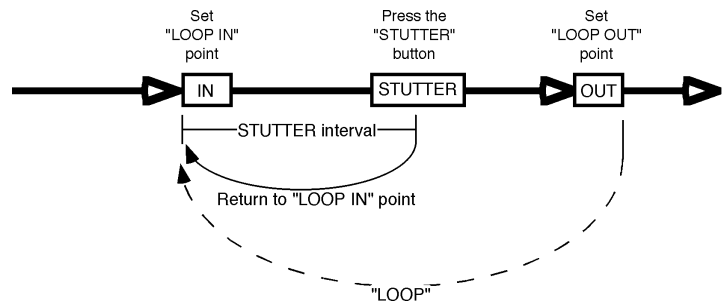 Set
"LOOP IN"
point
Press the
"STUTTER"
button
Set
"LOOP OUT"
point
IN
STUTTER
OUT
STUTTER interval
Return to "LOOP IN" point
"LOOP"